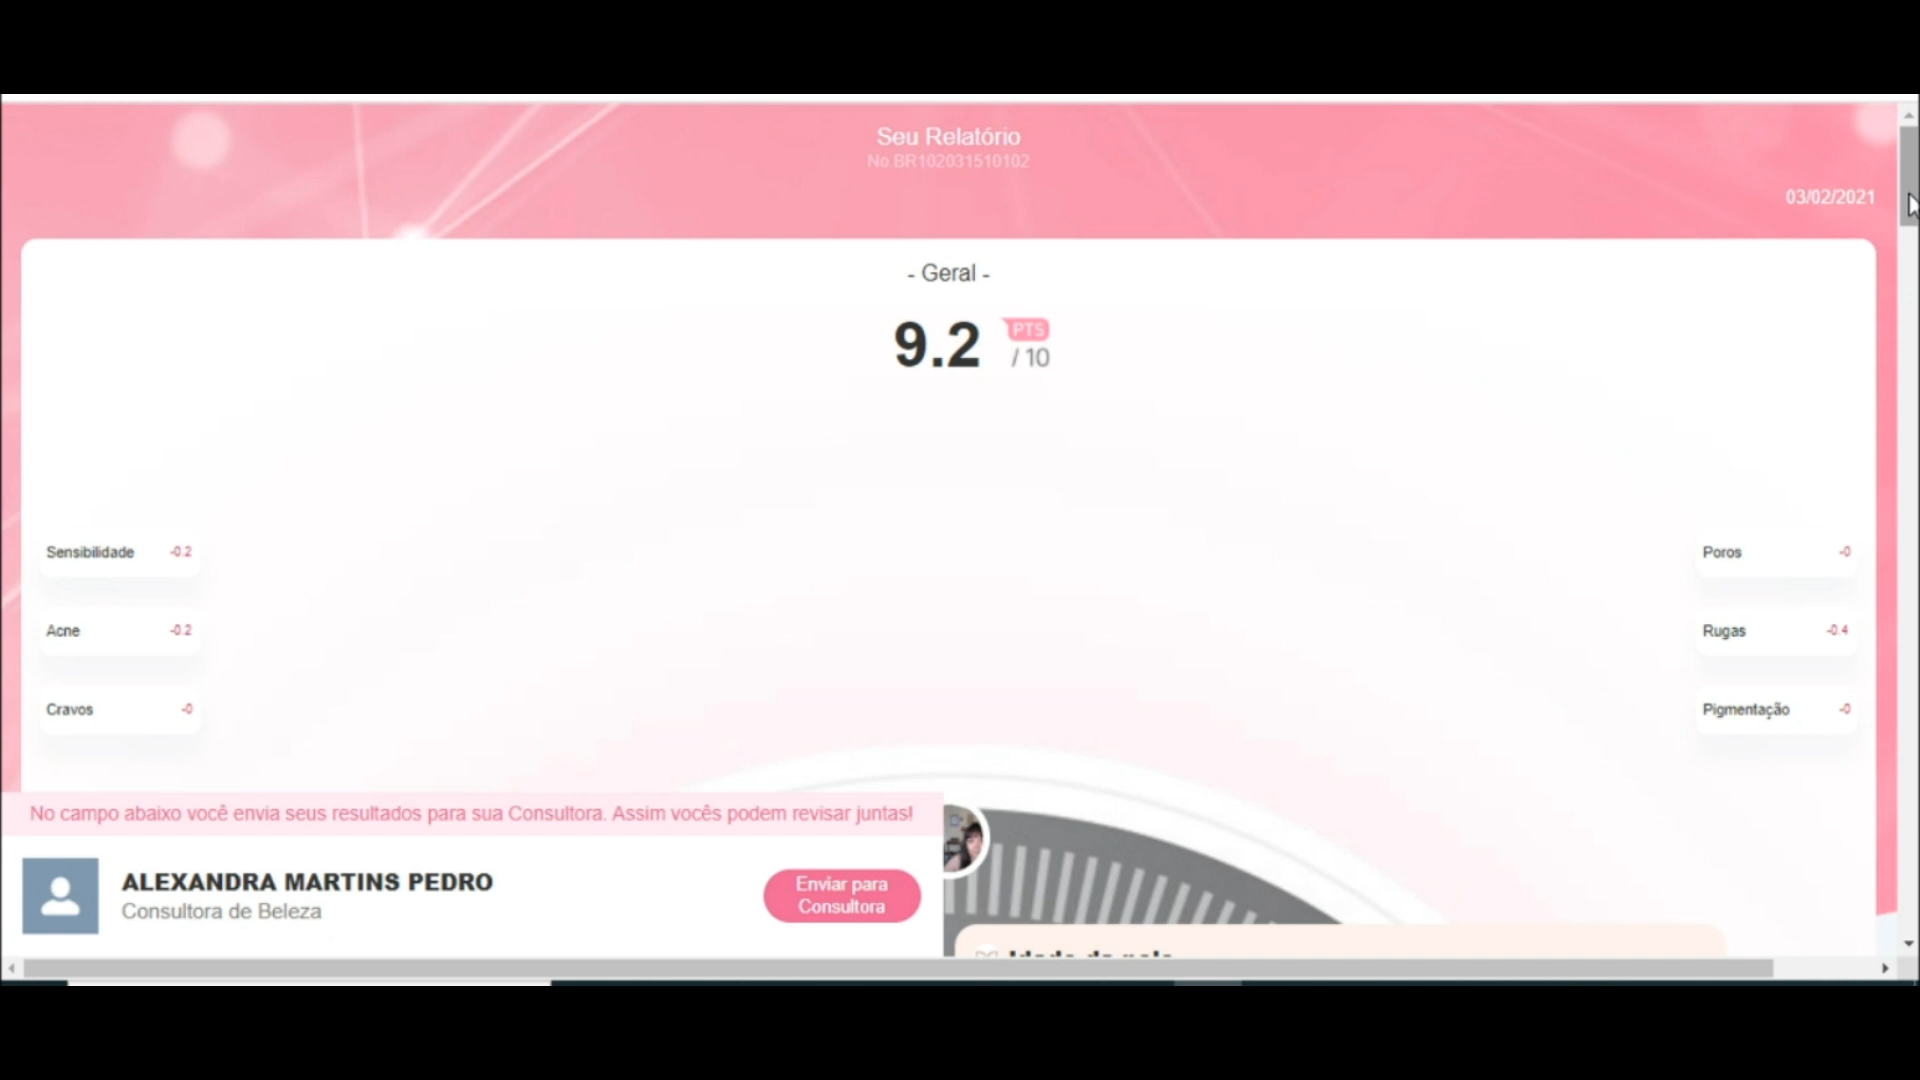 Seu Relatório
No BR102031510102
03/02/2021
- Geral -
9.2
PTS
/ 10
Sensibilidade -0.2
Poros -0
Acne -0.2
Rugas -0.4
Cravos -0
Pigmentação -0
No campo abaixo você envia seus resultados para sua Consultora. Assim vocês podem revisar juntas!
ALEXANDRA MARTINS PEDRO
Consultora de Beleza
Enviar para
Consultora